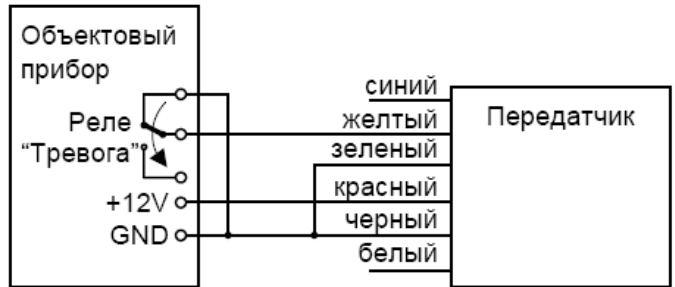 Объектовый
прибор
Реле
“Тревога”
+12V
GND
синий
желтый
зеленый
красный
черный
белый
Передатчик